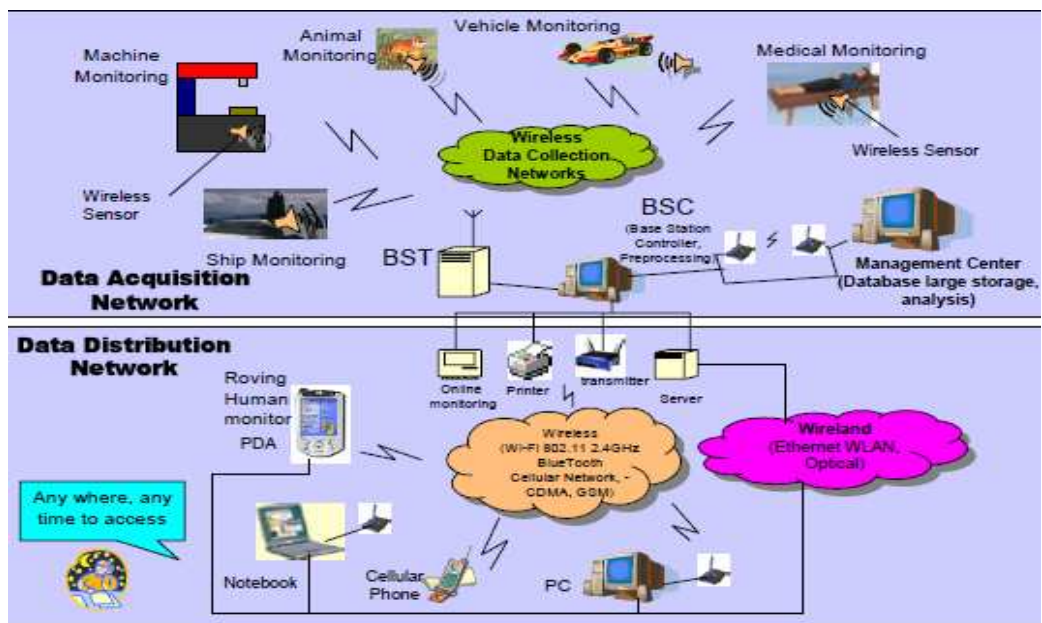 Machine
Monitoring
Animal
Monitoring
Vehicle Monitoring
Medical Monitoring
Wireless
Data Collection
Networks
Wireless Sensor
Wireless
Sensor
Ship Monitoring
BST
BSC
(Base Station
Controller,
Preprocessing)
Management Center
(Database large storage,
analysis)
Data Acquisition
Network
Data Distribution
Network
Online
monitoring
Printer
transmitter
Server
Roving
Human
monitor
PDA
Wireless
(Wi-Fi 802.11 2.4GHz
BlueTooth
Cellular Network, -
CDMA, GSM)
Wireland
(Ethernet WLAN,
Optical)
Any where, any
time to access
Notebook
Cellular
Phone
PC